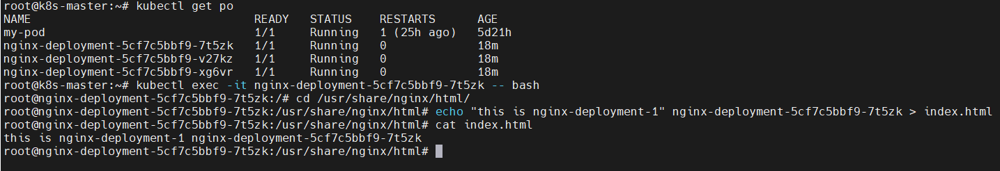 root@k8s-master:~# kubectl get po
NAME READY STATUS RESTARTS AGE
my-pod 1/1 Running 1 (25h ago) 5d21h
nginx-deployment-5cf7c5bbf9-7t5zk 1/1 Running 0 18m
nginx-deployment-5cf7c5bbf9-v27kz 1/1 Running 0 18m
nginx-deployment-5cf7c5bbf9-xg6vr 1/1 Running 0 18m
root@k8s-master:~# kubectl exec -it nginx-deployment-5cf7c5bbf9-7t5zk -- bash
root@nginx-deployment-5cf7c5bbf9-7t5zk:/# cd /usr/share/nginx/html/
root@nginx-deployment-5cf7c5bbf9-7t5zk:/usr/share/nginx/html# echo "this is nginx-deployment-1" nginx-deployment-5cf7c5bbf9-7t5zk > index.html
root@nginx-deployment-5cf7c5bbf9-7t5zk:/usr/share/nginx/html# cat index.html
this is nginx-deployment-1 nginx-deployment-5cf7c5bbf9-7t5zk
root@nginx-deployment-5cf7c5bbf9-7t5zk:/usr/share/nginx/html#